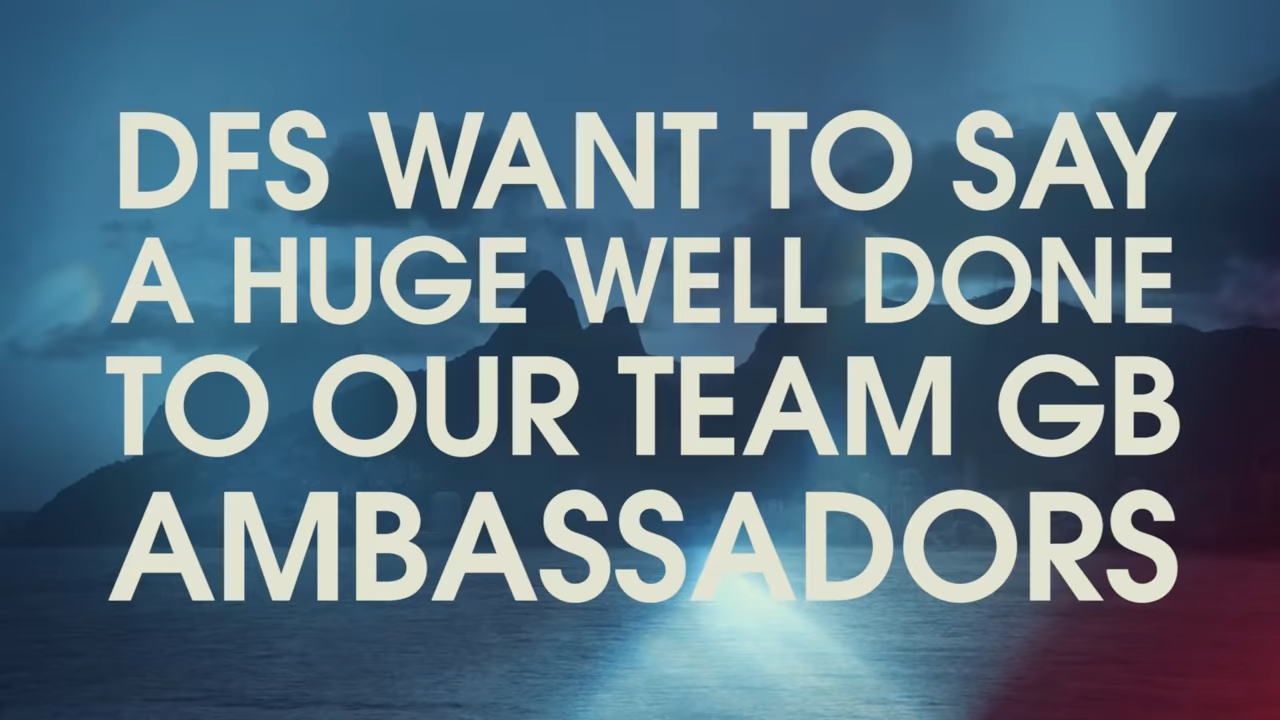 DFS WANT TO SAY
A HUGE WELL DONE
TO OUR TEAM GB
AMBASSADORS